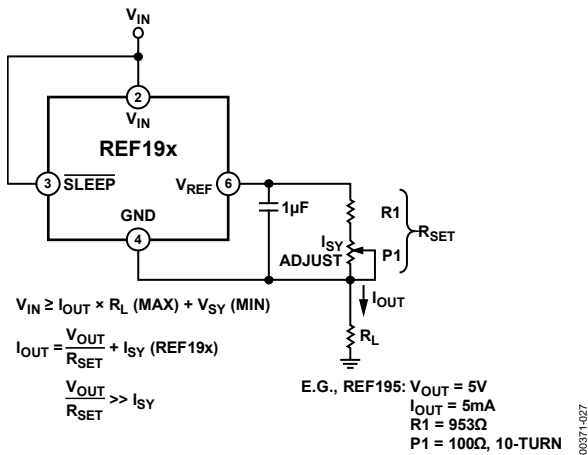 VIN
2
VIN
REF19x
3
SLEEP
VREF
6
GND
4
1µF
R1
ISY
ADJUST
P1
RSET
IOUT
RL
VIN ≥ IOUT × RL (MAX) + VSY (MIN)
IOUT = VOUT / RSET + ISY (REF19x)
VOUT / RSET >> ISY
E.G., REF195: VOUT = 5V
IOUT = 5mA
R1 = 953Ω
P1 = 100Ω, 10-TURN
00371-027